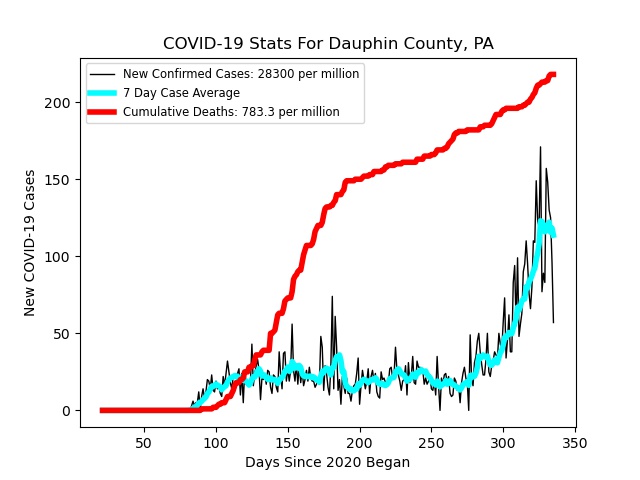 COVID-19 Stats For Dauphin County, PA
New Confirmed Cases: 28300 per million
7 Day Case Average
Cumulative Deaths: 783.3 per million
New COVID-19 Cases
200
150
100
50
0
50 100 150 200 250 300 350
Days Since 2020 Began